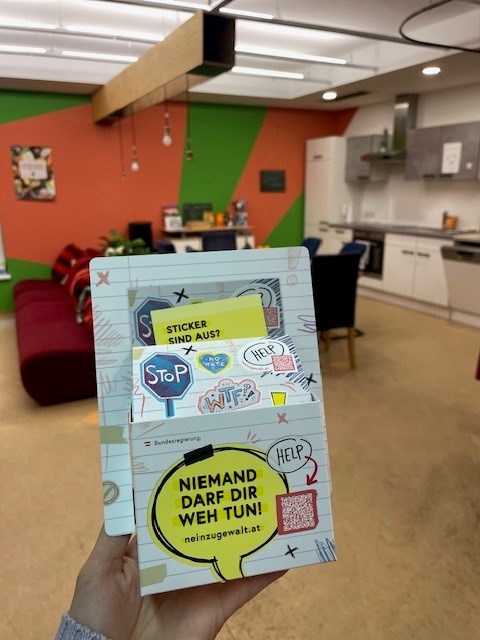 STICKER
SIND AUS?
STOP
NO
HATE
HELP
WTF!
Bundesregierung.
NIEMAND
DARF DIR
WEH TUN!
neinzugewalt.at
HELP